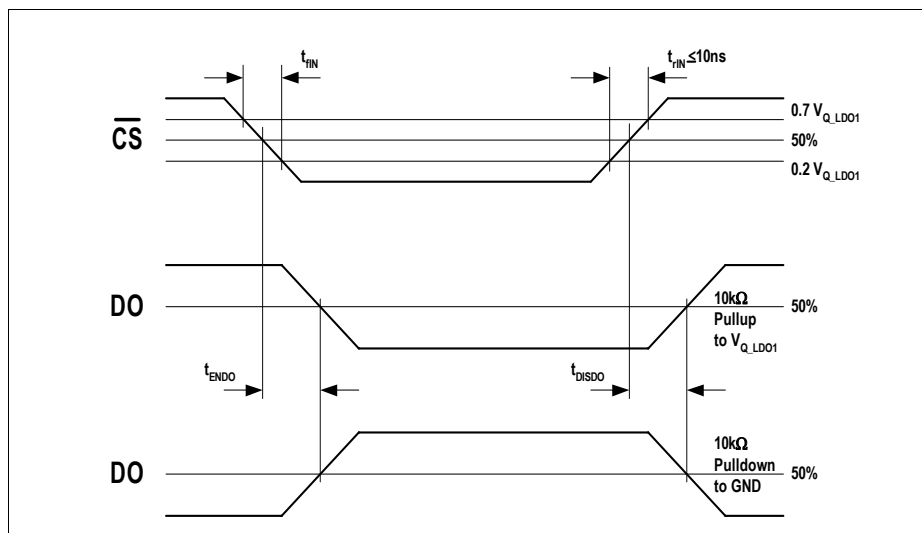 t_fIN
t_rIN ≤10ns
0.7 V_Q_LDO1
CS
50%
0.2 V_Q_LDO1
DO
10kΩ
50%
Pullup
to V_Q_LDO1
t_ENDO
t_DISDO
10kΩ
DO
Pulldown
50%
to GND